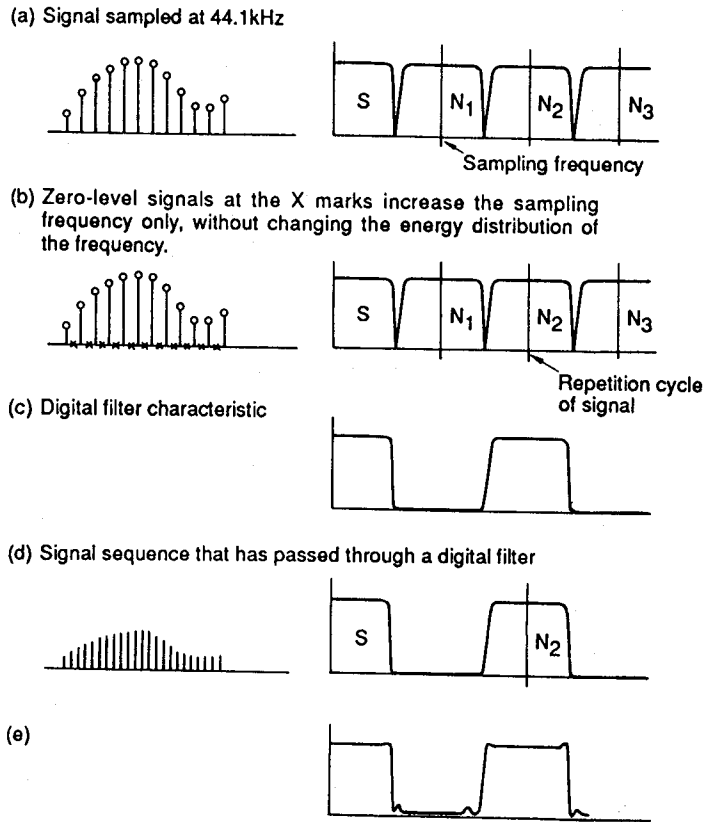 (a) Signal sampled at 44.1kHz
S N1 N2 N3
Sampling frequency
(b) Zero-level signals at the X marks increase the sampling
frequency only, without changing the energy distribution of
the frequency.
S N1 N2 N3
Repetition cycle
of signal
(c) Digital filter characteristic
(d) Signal sequence that has passed through a digital filter
S N2
(e)